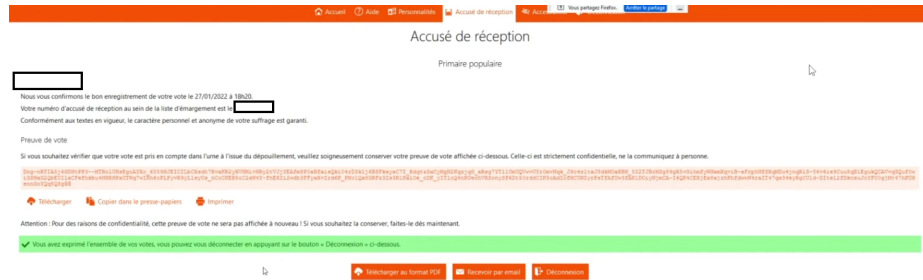 Accueil Aide Personnalités Accusé de réception
Vous partagez Firefox. Arrêter le partage
Accusé de réception
Primaire populaire
Nous vous confirmons le bon enregistrement de votre vote le 27/01/2022 à 18h20.
Votre numéro d'accusé de réception au sein de la liste d'émargement est le
Conformément aux textes en vigueur, le caractère personnel et anonyme de votre suffrage est garanti.
Preuve de vote
Si vous souhaitez vérifier que votre vote est pris en compte dans l'urne à l'issue du dépouillement, veuillez soigneusement conserver votre preuve de vote affichée ci-dessous. Celle-ci est strictement confidentielle, ne la communiquez à personne.
Télécharger Copier dans le presse-papiers Imprimer
Attention : Pour des raisons de confidentialité, cette preuve de vote ne sera pas affichée à nouveau ! Si vous souhaitez la conserver, faites-le dès maintenant.
Vous avez exprimé l'ensemble de vos votes, vous pouvez vous déconnecter en appuyant sur le bouton « Déconnexion » ci-dessous.
Télécharger au format PDF Recevoir par email Déconnexion